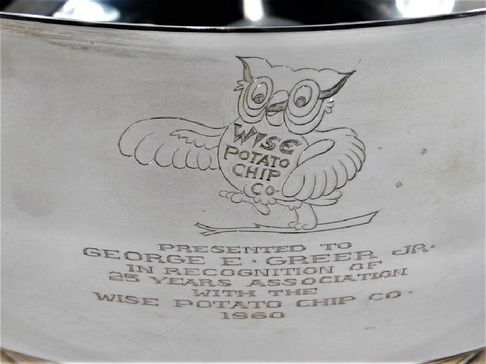 WISE
POTATO
CHIP
CO.
PRESENTED TO
GEORGE E. GREER JR.
IN RECOGNITION OF
25 YEARS ASSOCIATION
WITH THE
WISE POTATO CHIP CO.
1960